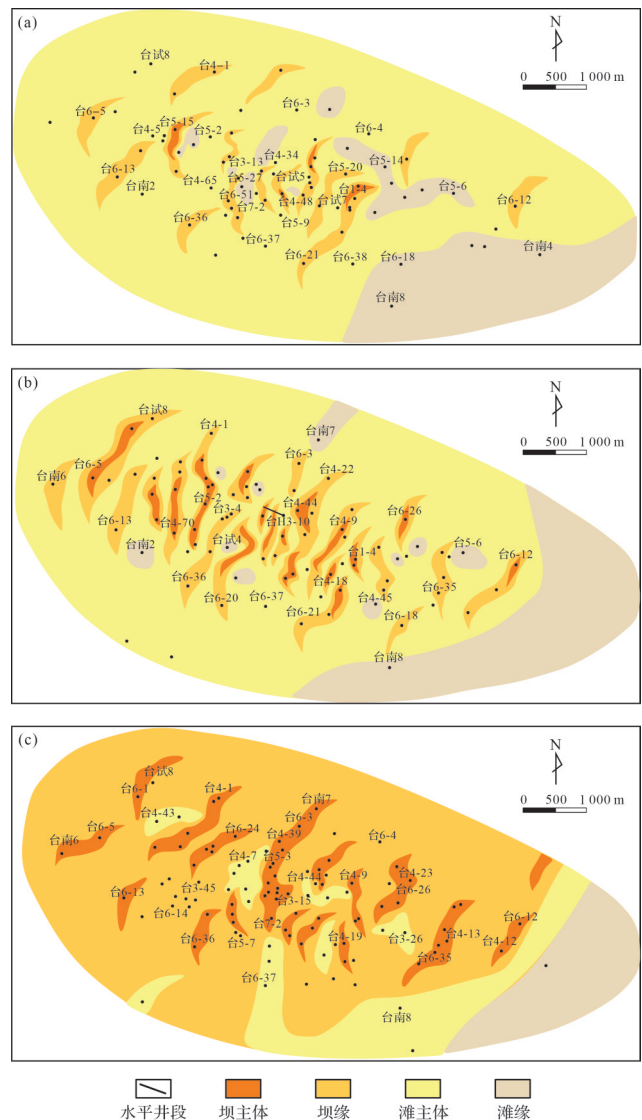 (a)
N
0 500 1 000 m
台试8
台4-1
台6-3
台6-5
台5-15
台4-5
台5-2
台6-4
台3-13
台4-34
台5-14
台6-13
台南2
台4-65
台5-27
台试5
台5-20
台1-4
台5-6
台6-51
台4-48
台试7
台6-12
台7-2
台5-9
台6-36
台6-37
台6-21
台6-38
台6-18
台南4
台南8
(b)
N
0 500 1 000 m
台试8
台4-1
台南7
台6-5
台6-3
台4-22
台南6
台5-2
台4-44
台3-4
台H3-10
台6-26
台6-13
台4-70
台4-9
台南2
台试4
台1-4
台5-6
台6-12
台6-36
台4-18
台6-35
台6-20
台6-37
台4-45
台6-21
台6-18
台南8
(c)
N
0 500 1 000 m
台试8
台6-1
台4-1
台南7
台4-43
台6-3
台6-5
台6-24
台4-39
台6-4
台南6
台4-7
台5-3
台4-44
台4-9
台4-23
台6-13
台3-45
台6-26
台6-14
台3-15
台6-36
台5-7
台7-2
台4-19
台3-26
台4-13
台6-12
台6-35
台4-12
台6-37
台南8
水平井段 坝主体 坝缘 滩主体 滩缘